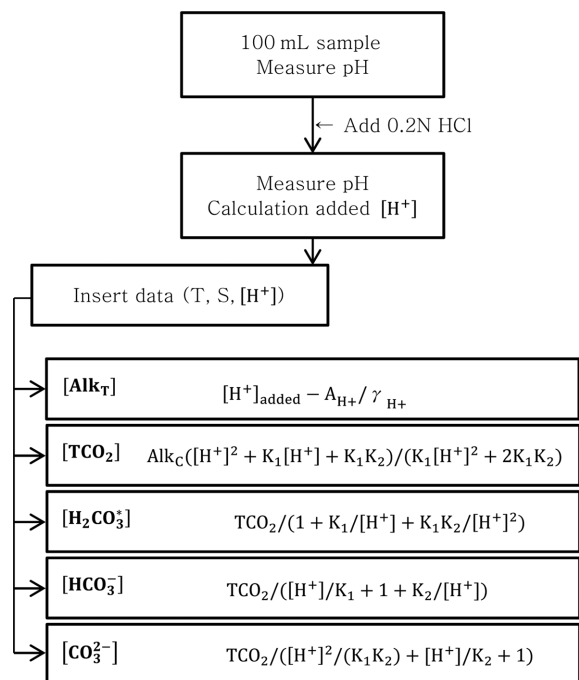 100 mL sample
Measure pH
← Add 0.2N HCl
Measure pH
Calculation added [H⁺]
Insert data (T, S, [H⁺])
[Alk_T] [H⁺]_added − A_H+/ γ_H+
[TCO₂] Alk_C([H⁺]² + K₁[H⁺] + K₁K₂)/(K₁[H⁺]² + 2K₁K₂)
[H₂CO₃*] TCO₂/(1 + K₁/[H⁺] + K₁K₂/[H⁺]²)
[HCO₃⁻] TCO₂/([H⁺]/K₁ + 1 + K₂/[H⁺])
[CO₃²⁻] TCO₂/([H⁺]²/(K₁K₂) + [H⁺]/K₂ + 1)